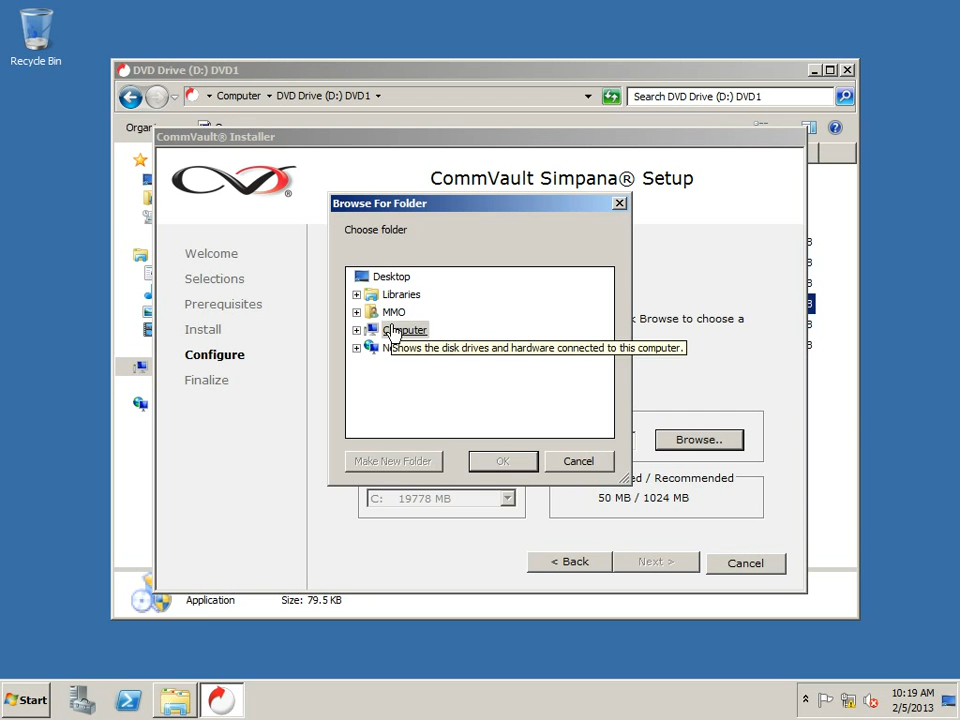 Recycle Bin
DVD Drive (D:) DVD1
Computer
DVD Drive (D:) DVD1
Search DVD Drive (D:) DVD1
CommVault® Installer
CommVault Simpana® Setup
Browse For Folder
Choose folder
Desktop
Libraries
MMO
Computer
Shows the disk drives and hardware connected to this computer.
Welcome
Selections
Prerequisites
Install
Configure
Finalize
Browse to choose a
Browse..
Make New Folder
OK
Cancel
/ Recommended
C: 19778 MB
50 MB / 1024 MB
< Back
Next >
Cancel
Application
Size: 79.5 KB
Start
10:19 AM
2/5/2013